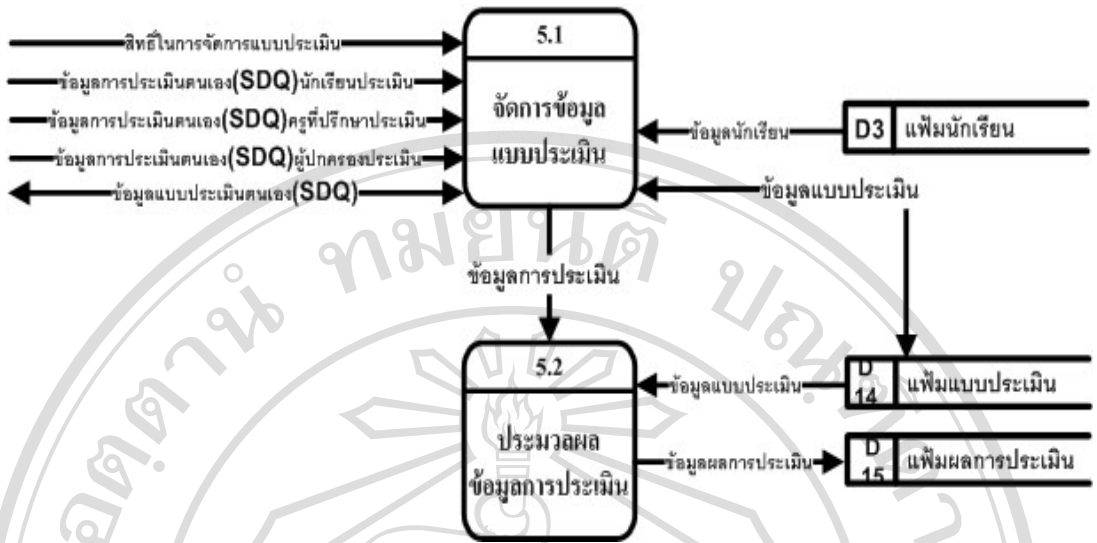 5.1
สิทธิ์ในการจัดการแบบประเมิน
ข้อมูลการประเมินตนเอง(SDQ)นักเรียนประเมิน
ข้อมูลการประเมินตนเอง(SDQ)ครูที่ปรึกษาประเมิน
ข้อมูลการประเมินตนเอง(SDQ)ผู้ปกครองประเมิน
ข้อมูลแบบประเมินตนเอง(SDQ)
จัดการข้อมูล
แบบประเมิน
ข้อมูลนักเรียน
D3 แฟ้มนักเรียน
ข้อมูลแบบประเมิน
ข้อมูลการประเมิน
5.2
ประมวลผล
ข้อมูลการประเมิน
ข้อมูลแบบประเมิน
D
14
แฟ้มแบบประเมิน
ข้อมูลผลการประเมิน
D
15
แฟ้มผลการประเมิน